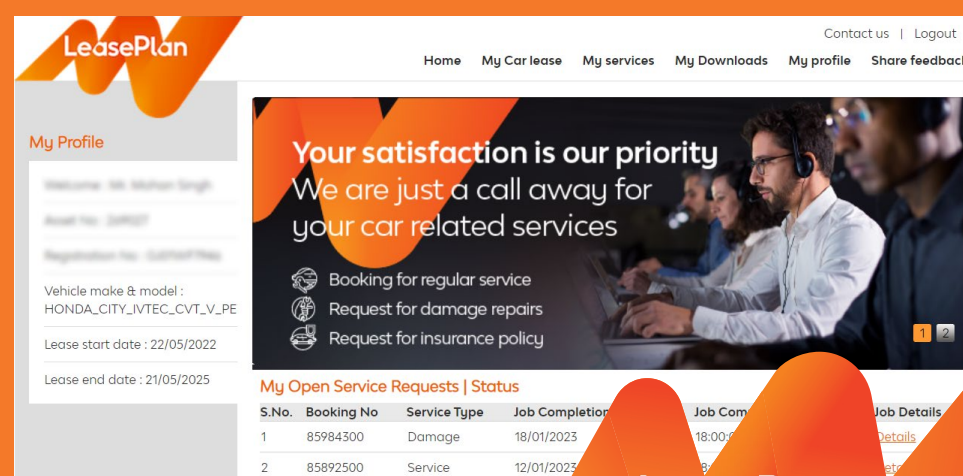 LeasePlan
Contact us | Logout
Home My Car lease My services My Downloads My profile Share feedback
My Profile
Vehicle make & model :
HONDA_CITY_IVTEC_CVT_V_PE
Lease start date : 22/05/2022
Lease end date : 21/05/2025
Your satisfaction is our priority
We are just a call away for
your car related services
Booking for regular service
Request for damage repairs
Request for insurance policy
1 2
My Open Service Requests | Status
S.No. Booking No Service Type Job Completion Job Com Job Details
1 85984300 Damage 18/01/2023 18:00: Details
2 85892500 Service 12/01/2023